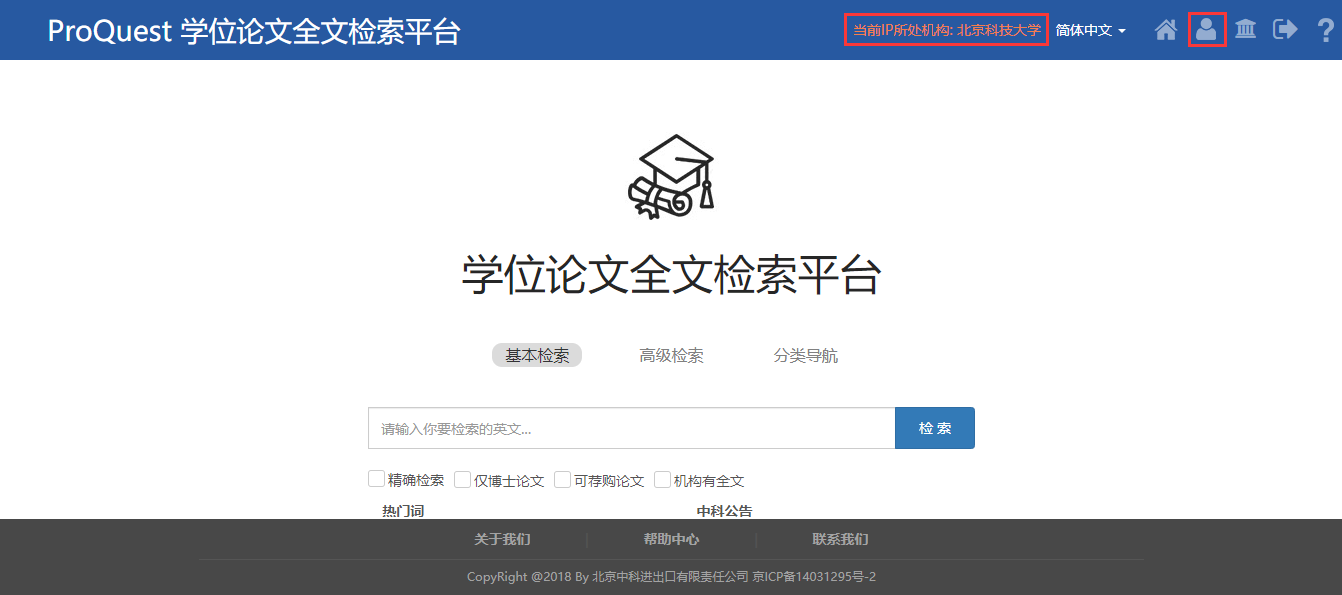 ProQuest 学位论文全文检索平台
当前IP所处机构: 北京科技大学 简体中文
学位论文全文检索平台
基本检索 高级检索 分类导航
请输入你要检索的英文... 检 索
精确检索 仅博士论文 可荐购论文 机构有全文
热门词 中科公告
关于我们 帮助中心 联系我们
CopyRight @2018 By 北京中科进出口有限责任公司 京ICP备14031295号-2